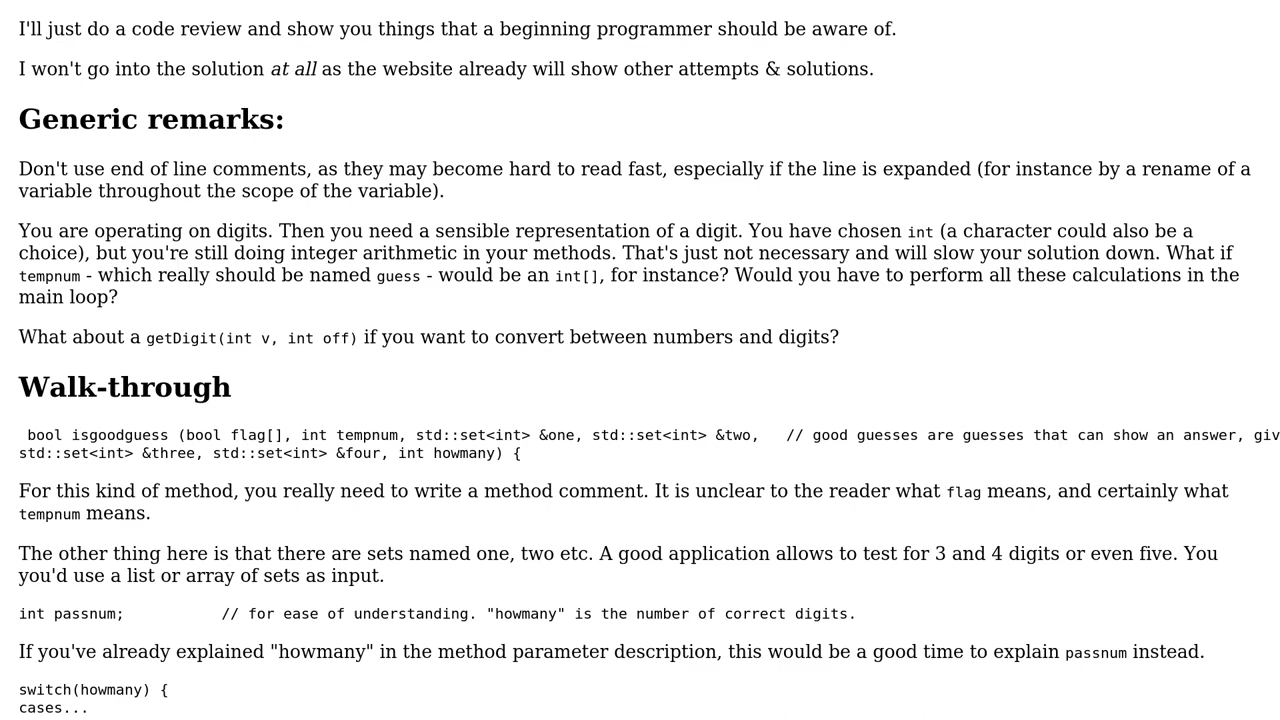 I'll just do a code review and show you things that a beginning programmer should be aware of.
I won't go into the solution at all as the website already will show other attempts & solutions.
Generic remarks:
Don't use end of line comments, as they may become hard to read fast, especially if the line is expanded (for instance by a rename of a
variable throughout the scope of the variable).
You are operating on digits. Then you need a sensible representation of a digit. You have chosen int (a character could also be a
choice), but you're still doing integer arithmetic in your methods. That's just not necessary and will slow your solution down. What if
tempnum - which really should be named guess - would be an int[], for instance? Would you have to perform all these calculations in the
main loop?
What about a getDigit(int v, int off) if you want to convert between numbers and digits?
Walk-through
bool isgoodguess (bool flag[], int tempnum, std::set<int> &one, std::set<int> &two,   // good guesses are guesses that can show an answer, giv
std::set<int> &three, std::set<int> &four, int howmany) {
For this kind of method, you really need to write a method comment. It is unclear to the reader what flag means, and certainly what
tempnum means.
The other thing here is that there are sets named one, two etc. A good application allows to test for 3 and 4 digits or even five. You
you'd use a list or array of sets as input.
int passnum;           // for ease of understanding. "howmany" is the number of correct digits.
If you've already explained "howmany" in the method parameter description, this would be a good time to explain passnum instead.
switch(howmany) {
cases...